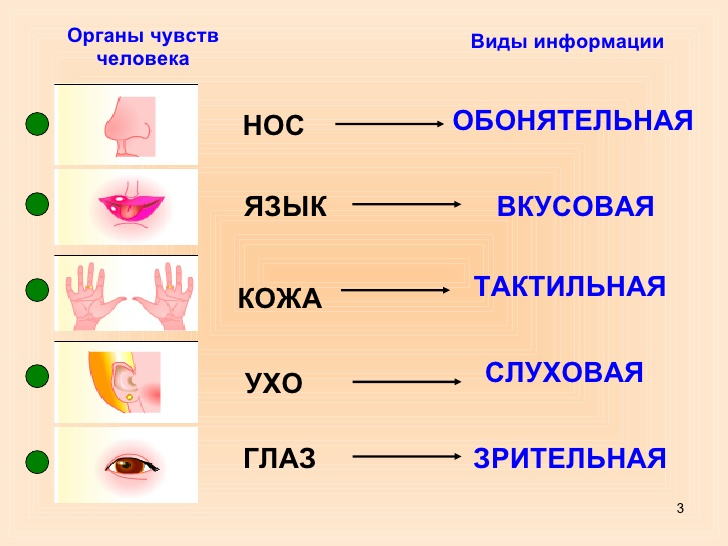 Органы чувств
человека
Виды информации
НОС
ОБОНЯТЕЛЬНАЯ
ЯЗЫК
ВКУСОВАЯ
КОЖА
ТАКТИЛЬНАЯ
УХО
СЛУХОВАЯ
ГЛАЗ
ЗРИТЕЛЬНАЯ
3